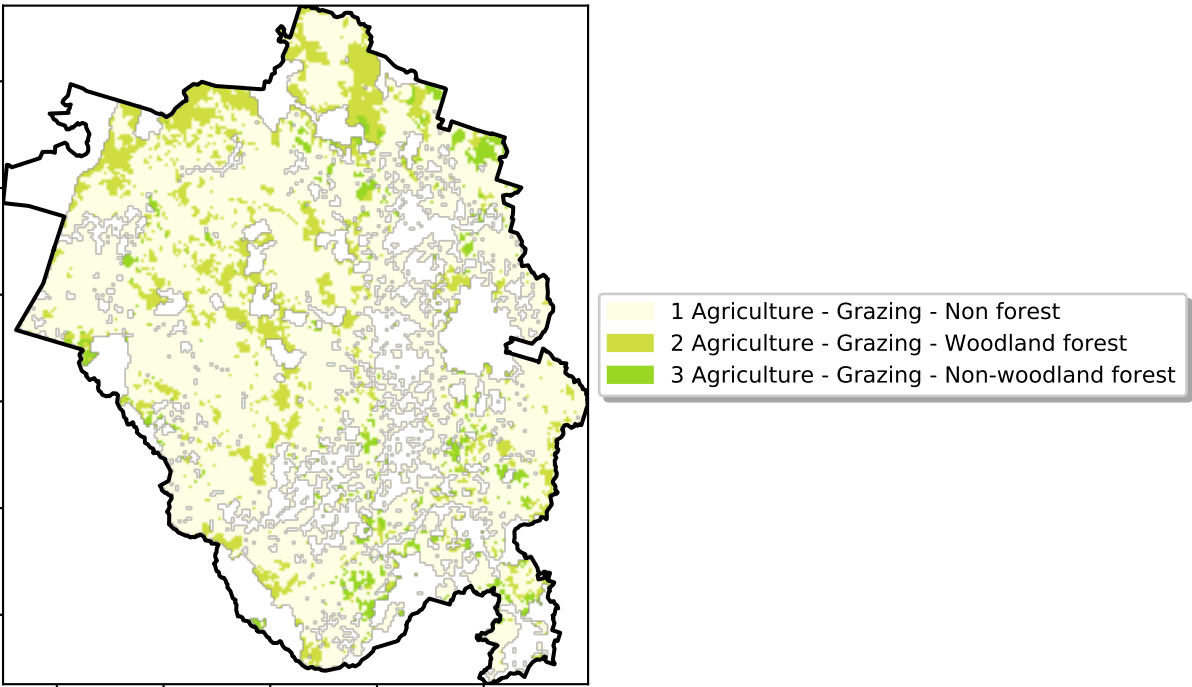 1 Agriculture - Grazing - Non forest
2 Agriculture - Grazing - Woodland forest
3 Agriculture - Grazing - Non-woodland forest